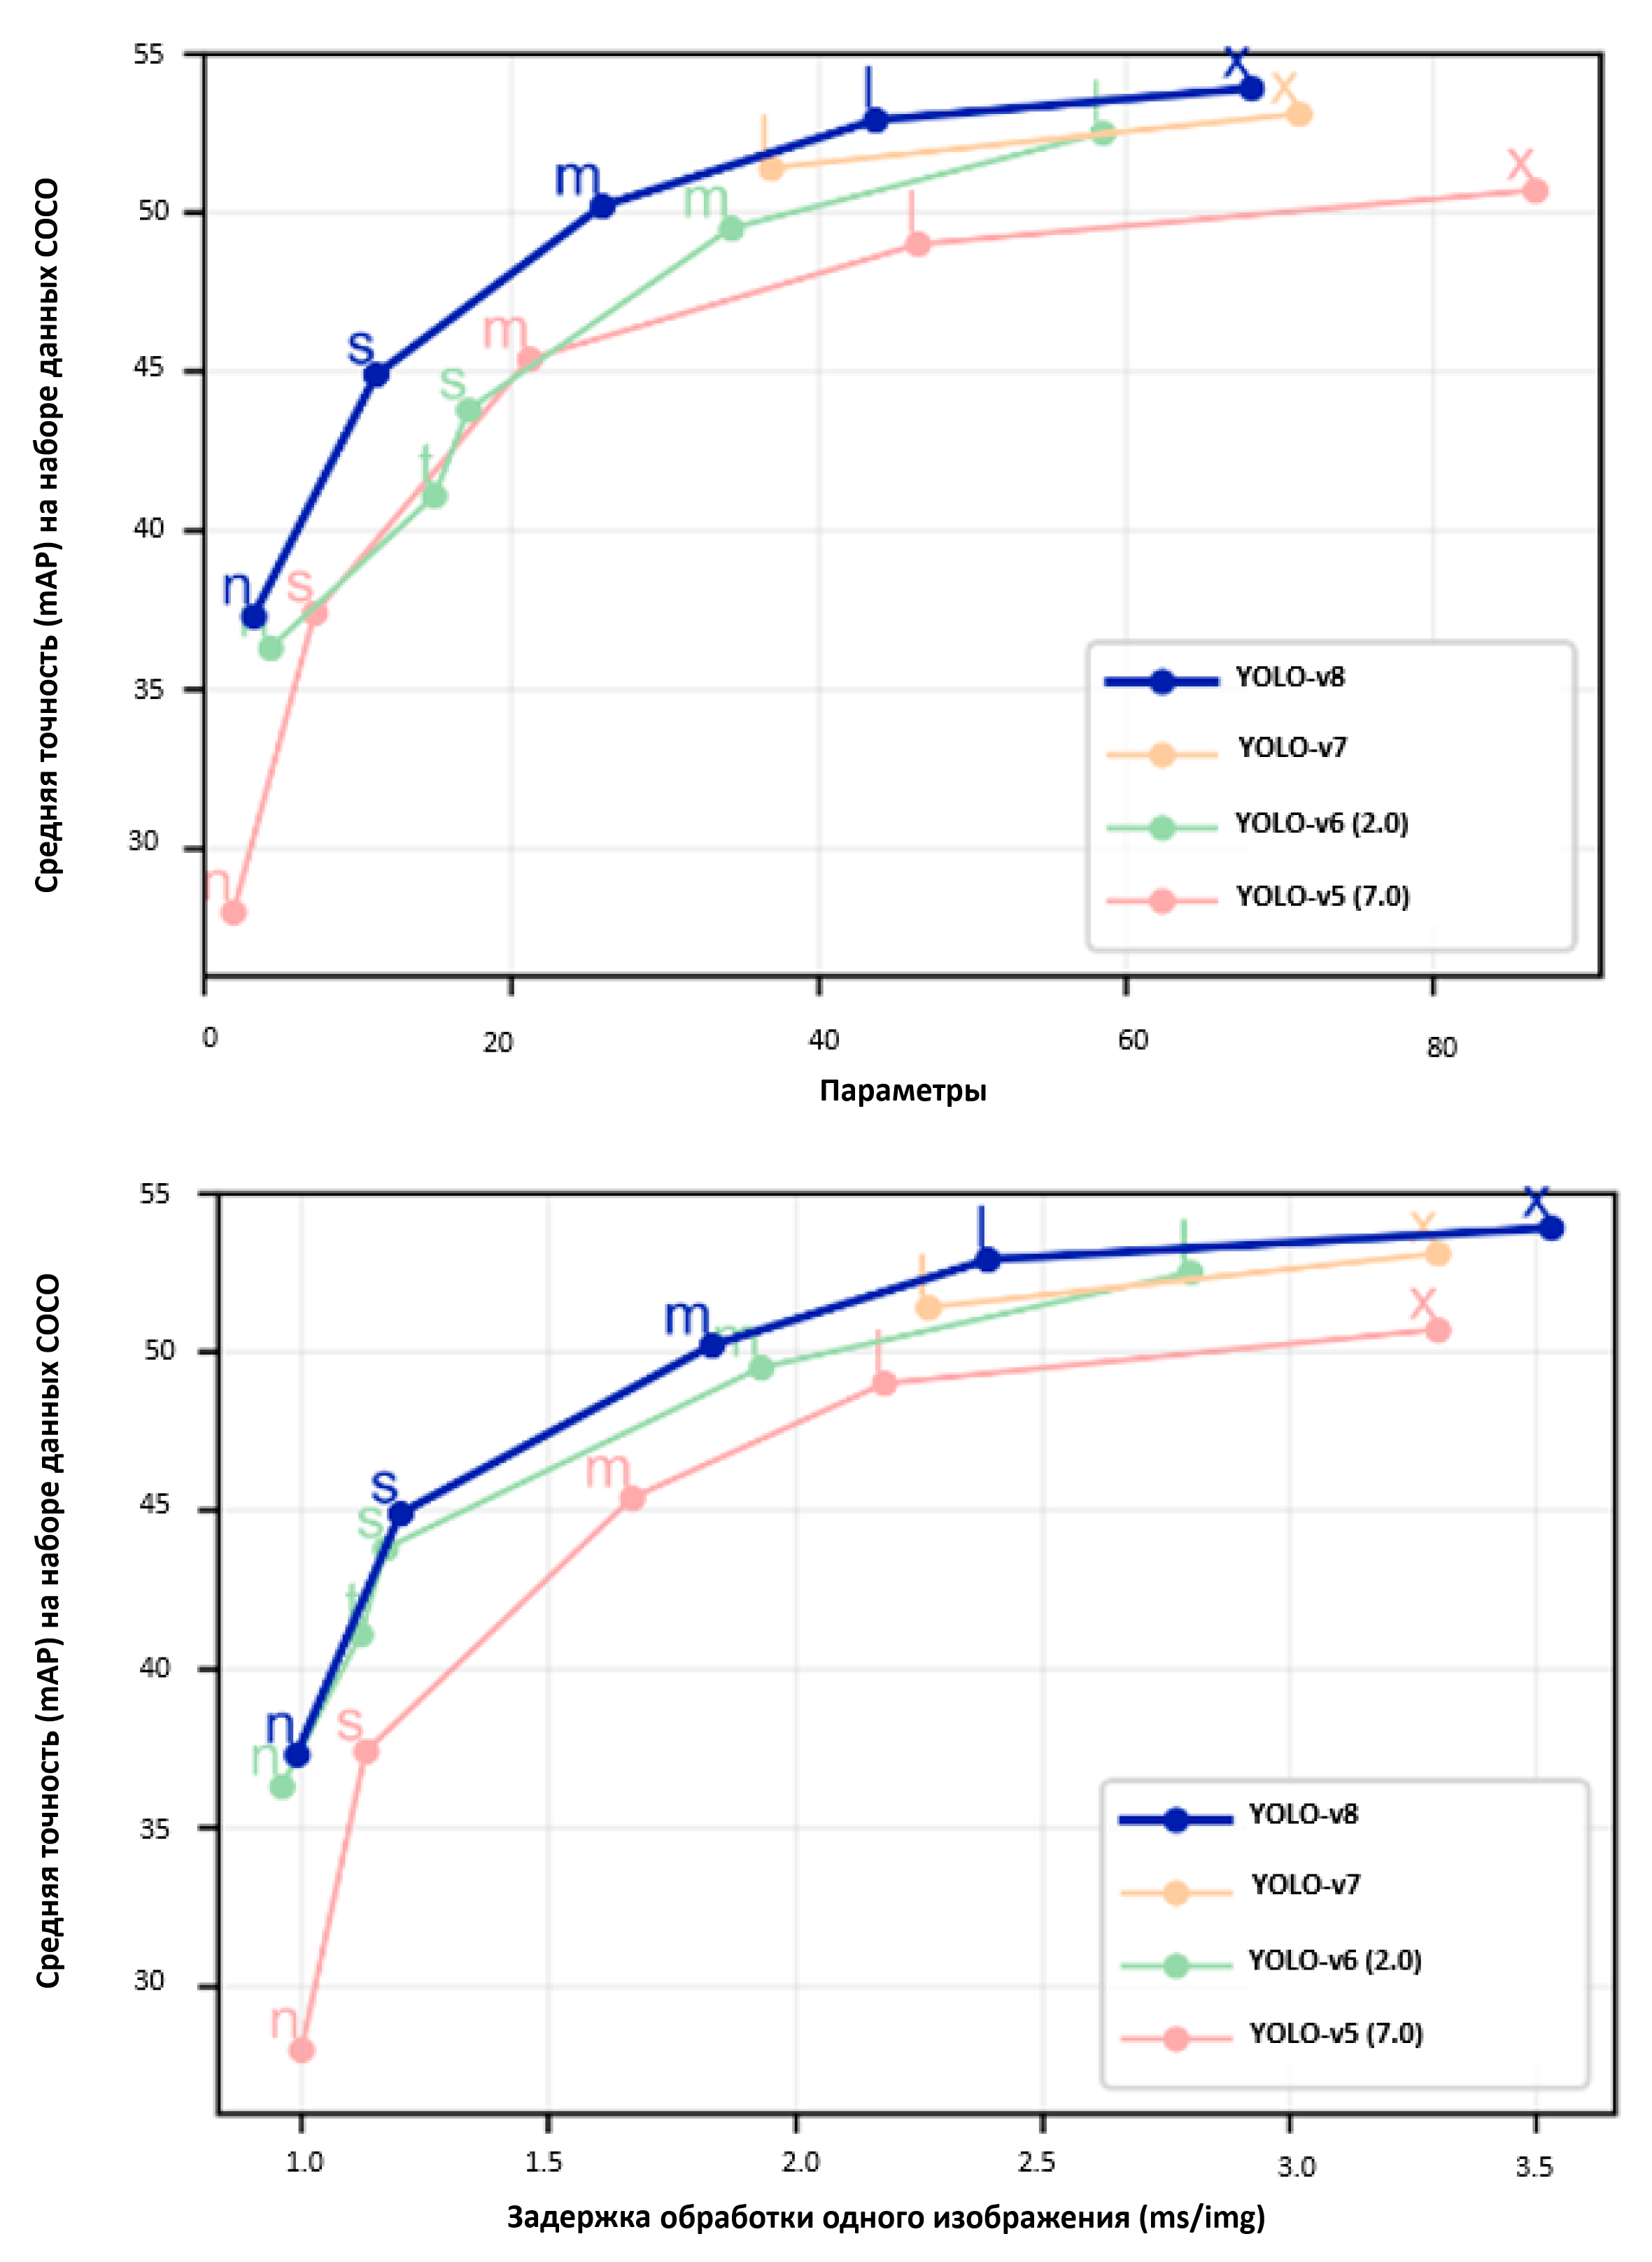 Средняя точность (mAP) на наборе данных COCO
55
50
45
40
35
30
n
s
m
l
x
l
x
n
t
s
m
l
n
s
m
l
x
YOLO-v8
YOLO-v7
YOLO-v6 (2.0)
YOLO-v5 (7.0)
0
20
40
60
80
Параметры
Средняя точность (mAP) на наборе данных COCO
55
50
45
40
35
30
n
s
m
l
x
l
x
n
t
s
m
l
n
s
m
l
x
YOLO-v8
YOLO-v7
YOLO-v6 (2.0)
YOLO-v5 (7.0)
1.0
1.5
2.0
2.5
3.0
3.5
Задержка обработки одного изображения (ms/img)